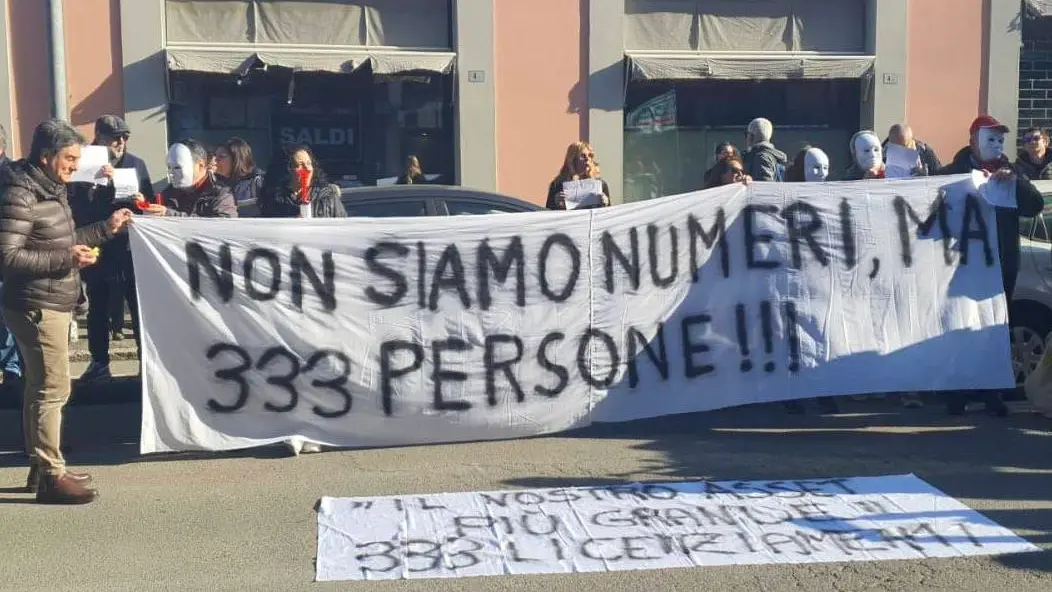 SALDI
NON SIAMO NUMERI, MA
333 PERSONE!!!
"IL NOSTRO ASSET
PIÙ GRANDE"
333 LICENZIAMENTI